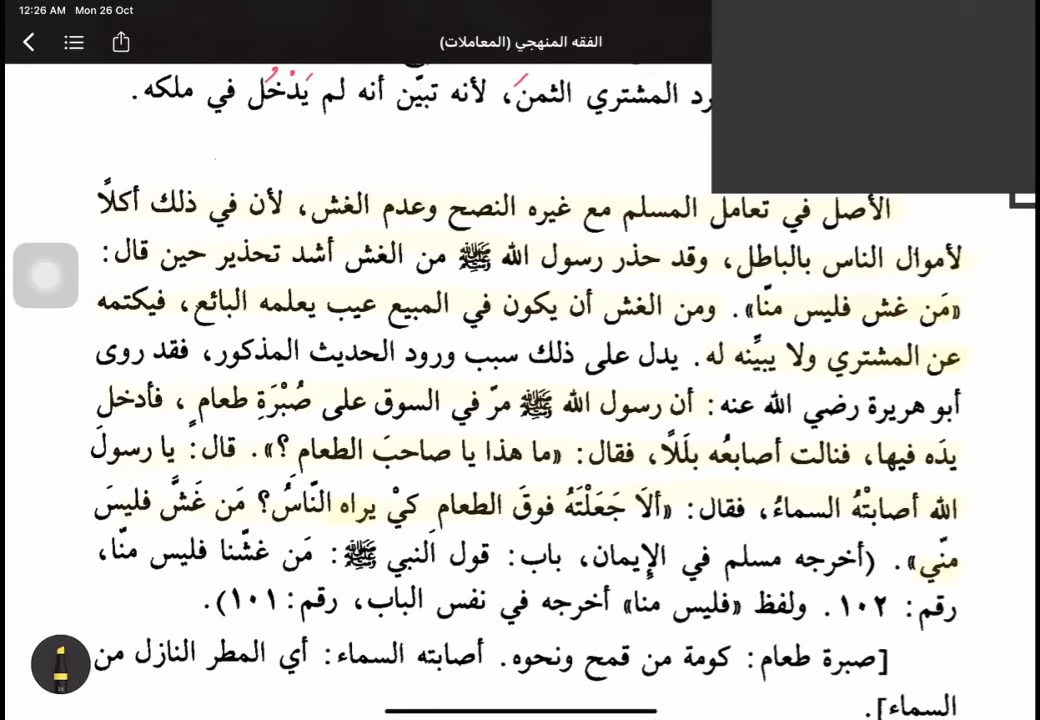 12:26 AM Mon 26 Oct
الفقه المنهجي (المعاملات)
رد المشتري الثمنَ، لأنه تبيّن أنه لم يَدْخُل في ملكه.
الأصل في تعامل المسلم مع غيره النصح وعدم الغش، لأن في ذلك أكلًا
لأموال الناس بالباطل، وقد حذر رسول الله ﷺ من الغش أشد تحذير حين قال:
«مَن غش فليس منّا». ومن الغش أن يكون في المبيع عيب يعلمه البائع، فيكتمه
عن المشتري ولا يبيِّنه له. يدل على ذلك سبب ورود الحديث المذكور، فقد روى
أبو هريرة رضي الله عنه: أن رسول الله ﷺ مرّ في السوق على صُبْرَةِ طعامٍ، فأدخل
يدَه فيها، فنالت أصابعُه بلَلًا، فقال: «ما هذا يا صاحبَ الطعام؟». قال: يا رسولَ
الله أصابتْهُ السماءُ، فقال: «ألَا جَعَلْتَهُ فوقَ الطعام كيْ يراه النّاسُ؟ مَن غَشَّ فليسَ
منّي». (أخرجه مسلم في الإيمان، باب: قول النبي ﷺ: مَن غشّنا فليس منّا،
رقم: ١٠٢. ولفظ «فليس منا» أخرجه في نفس الباب، رقم: ١٠١).
[صبرة طعام: كومة من قمح ونحوه. أصابته السماء: أي المطر النازل من
السماء].